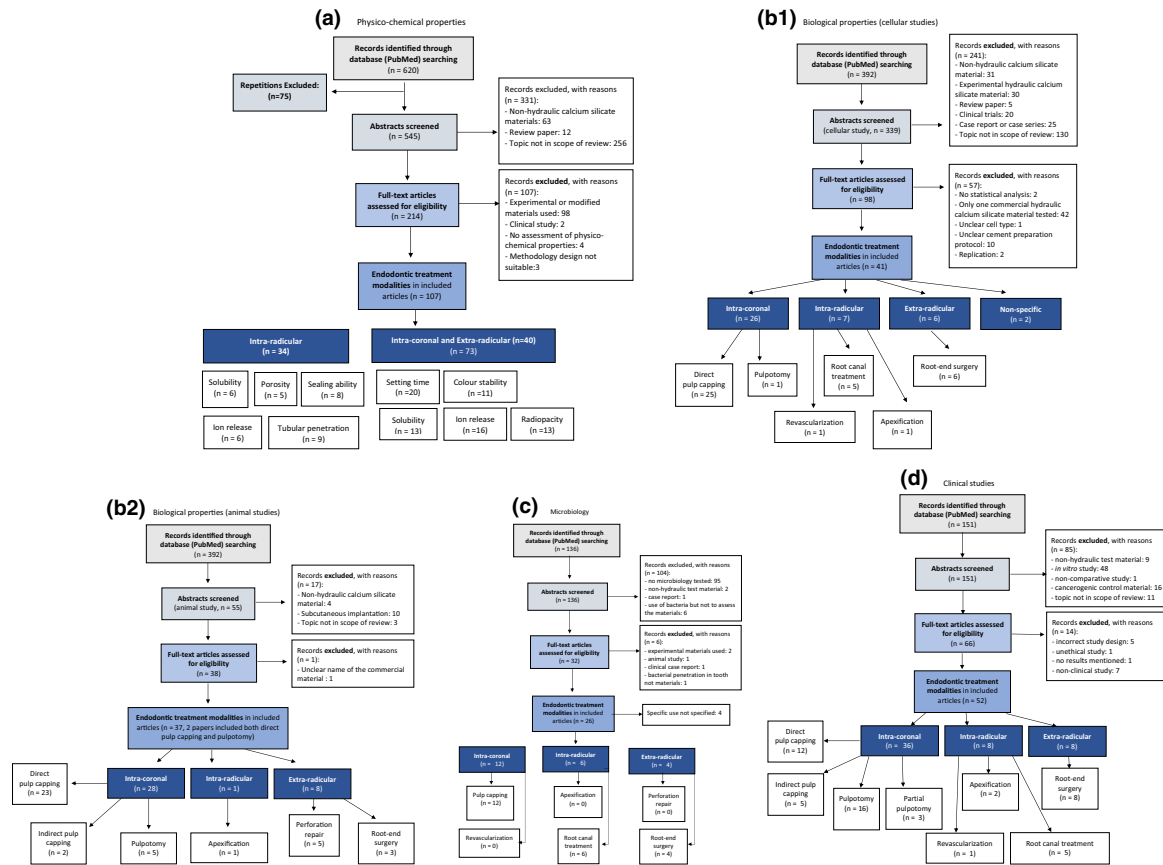 (a)
Physico-chemical properties
Records identified through
database (PubMed) searching
(n = 620)
Repetitions Excluded:
(n=75)
Records excluded, with reasons
(n = 331):
- Non-hydraulic calcium silicate
materials: 63
- Review paper: 12
- Topic not in scope of review: 256
Abstracts screened
(n = 545)
Full-text articles
assessed for eligibility
(n = 214)
Records excluded, with reasons
(n = 107):
- Experimental or modified
materials used: 98
- Clinical study: 2
- No assessment of physico-
chemical properties: 4
- Methodology design not
suitable:3
Endodontic treatment
modalities in included
articles (n = 107)
Intra-radicular
(n = 34)
Intra-coronal and Extra-radicular (n=40)
(n = 73)
Solubility
(n = 6)
Porosity
(n = 5)
Sealing ability
(n = 8)
Ion release
(n = 6)
Tubular penetration
(n = 9)
Setting time
(n =20)
Colour stability
(n =11)
Solubility
(n = 13)
Ion release
(n =16)
Radiopacity
(n =13)
(b1)
Biological properties (cellular studies)
Records identified through
database (PubMed) searching
(n = 392)
Records excluded, with reasons
(n = 241):
- Non-hydraulic calcium silicate
material: 31
- Experimental hydraulic calcium
silicate material: 30
- Review paper: 5
- Clinical trials: 20
- Case report or case series: 25
- Topic not in scope of review: 130
Abstracts screened
(cellular study, n = 339)
Full-text articles
assessed for eligibility
(n = 98)
Records excluded, with reasons
(n = 57):
- No statistical analysis: 2
- Only one commercial hydraulic
calcium silicate material tested: 42
- Unclear cell type: 1
- Unclear cement preparation
protocol: 10
- Replication: 2
Endodontic treatment
modalities in included
articles (n = 41)
Intra-coronal
(n = 26)
Intra-radicular
(n = 7)
Extra-radicular
(n = 6)
Non-specific
(n = 2)
Direct
pulp capping
(n = 25)
Pulpotomy
(n = 1)
Root canal
treatment
(n = 5)
Root-end surgery
(n = 6)
Revascularization
(n = 1)
Apexification
(n = 1)
(b2)
Biological properties (animal studies)
Records identified through
database (PubMed) searching
(n = 392)
Records excluded, with reasons
(n = 17):
- Non-hydraulic calcium silicate
material: 4
- Subcutaneous implantation: 10
- Topic not in scope of review: 3
Abstracts screened
(animal study, n = 55)
Full-text articles assessed for
eligibility
(n = 38)
Records excluded, with reasons
(n = 1):
- Unclear name of the commercial
material : 1
Endodontic treatment modalities in included
articles (n = 37, 2 papers included both direct
pulp capping and pulpotomy)
Direct
pulp capping
(n = 23)
Intra-coronal
(n = 28)
Intra-radicular
(n = 1)
Extra-radicular
(n = 8)
Indirect pulp
capping
(n = 2)
Pulpotomy
(n = 5)
Apexification
(n = 1)
Perforation
repair
(n = 5)
Root-end
surgery
(n = 3)
(c)
Microbiology
Records identified through
database (PubMed) searching
(n = 136)
Records excluded, with reasons
(n = 104):
- no microbiology tested: 95
- non-hydraulic test material: 2
- case report: 1
- use of bacteria but not to assess
the materials: 6
Abstracts screened
(n = 136)
Full-text articles
assessed for eligibility
(n = 32)
Records excluded, with reasons
(n = 6):
- experimental materials used: 2
- animal study: 1
- clinical case report: 1
- bacterial penetration in tooth
not materials: 1
Endodontic treatment
modalities in included
articles (n = 26)
Specific use not specified: 4
Intra-coronal
(n = 12)
Intra-radicular
(n = 6)
Extra-radicular
(n = 4)
Pulp capping
(n = 12)
Apexification
(n = 0)
Perforation
repair
(n = 0)
Revascularization
(n = 0)
Root canal
treatment
(n = 6)
Root-end
surgery
(n = 4)
(d)
Clinical studies
Records identified through
database (PubMed) searching
(n = 151)
Abstracts screened
(n = 151)
Records excluded, with reasons
(n = 85):
- non-hydraulic test material: 9
- in vitro study: 48
- non-comparative study: 1
- cancerogenic control material: 16
- topic not in scope of review: 11
Full-text articles
assessed for eligibility
(n = 66)
Records excluded, with reasons
(n = 14):
- incorrect study design: 5
- unethical study: 1
- no results mentioned: 1
- non-clinical study: 7
Endodontic treatment
modalities in included
articles (n = 52)
Direct
pulp capping
(n = 12)
Intra-coronal
(n = 36)
Intra-radicular
(n = 8)
Extra-radicular
(n = 8)
Indirect pulp
capping
(n = 5)
Pulpotomy
(n = 16)
Partial
pulpotomy
(n = 3)
Apexification
(n = 2)
Root-end
surgery
(n = 8)
Revascularization
(n = 1)
Root canal treatment
(n = 5)